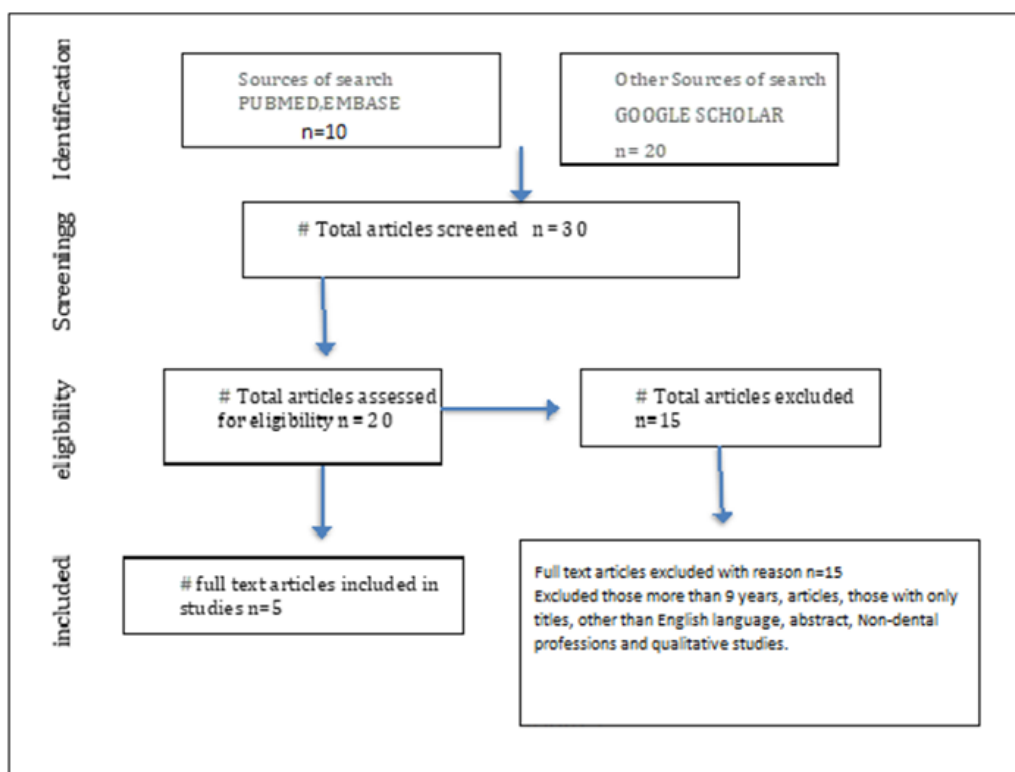 Identification
Sources of search
PUBMED,EMBASE
n=10
Other Sources of search
GOOGLE SCHOLAR
n= 20
Screeningg
# Total articles screened n = 3 0
eligibility
# Total articles assessed
for eligibility n = 2 0
# Total articles excluded
n=15
included
# full text articles included in
studies n=5
Full text articles excluded with reason n=15
Excluded those more than 9 years, articles, those with only
titles, other than English language, abstract, Non-dental
professions and qualitative studies.